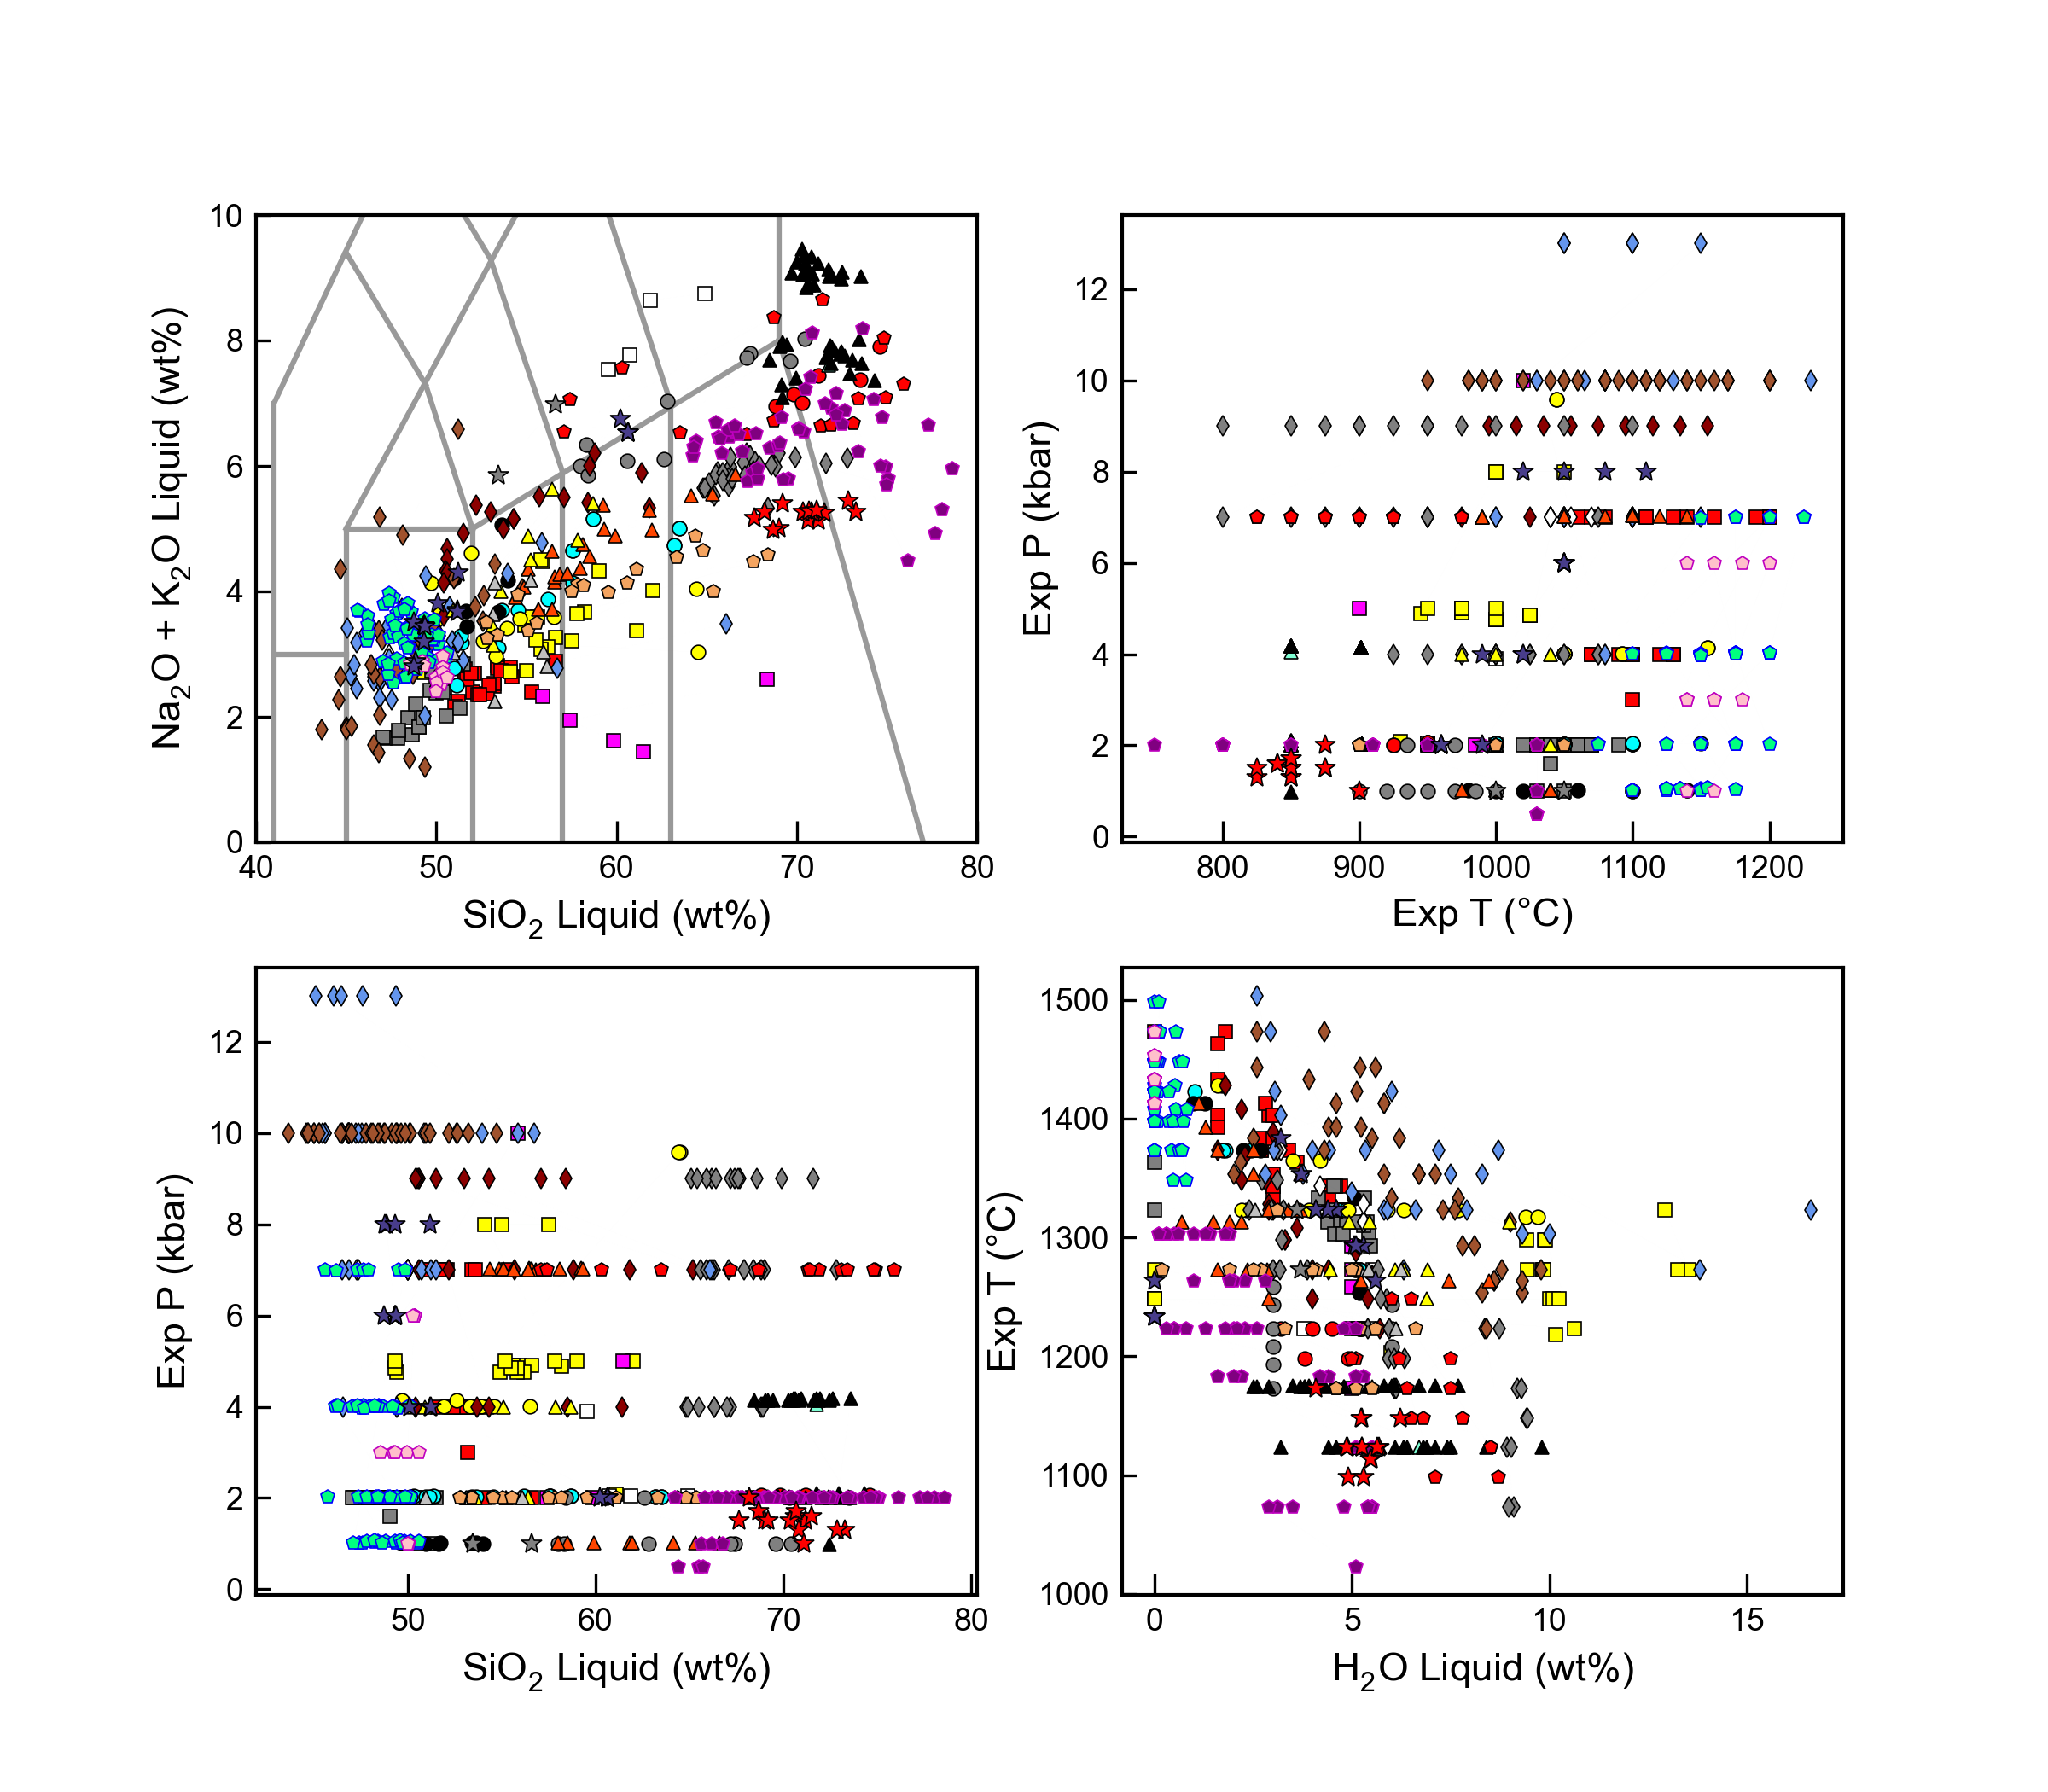 10
8
6
4
2
0
Na₂O + K₂O Liquid (wt%)
40 50 60 70 80
SiO₂ Liquid (wt%)
12
10
8
6
4
2
0
Exp P (kbar)
800 900 1000 1100 1200
Exp T (°C)
12
10
8
6
4
2
0
Exp P (kbar)
50 60 70 80
SiO₂ Liquid (wt%)
1500
1400
1300
1200
1100
1000
Exp T (°C)
0 5 10 15
H₂O Liquid (wt%)